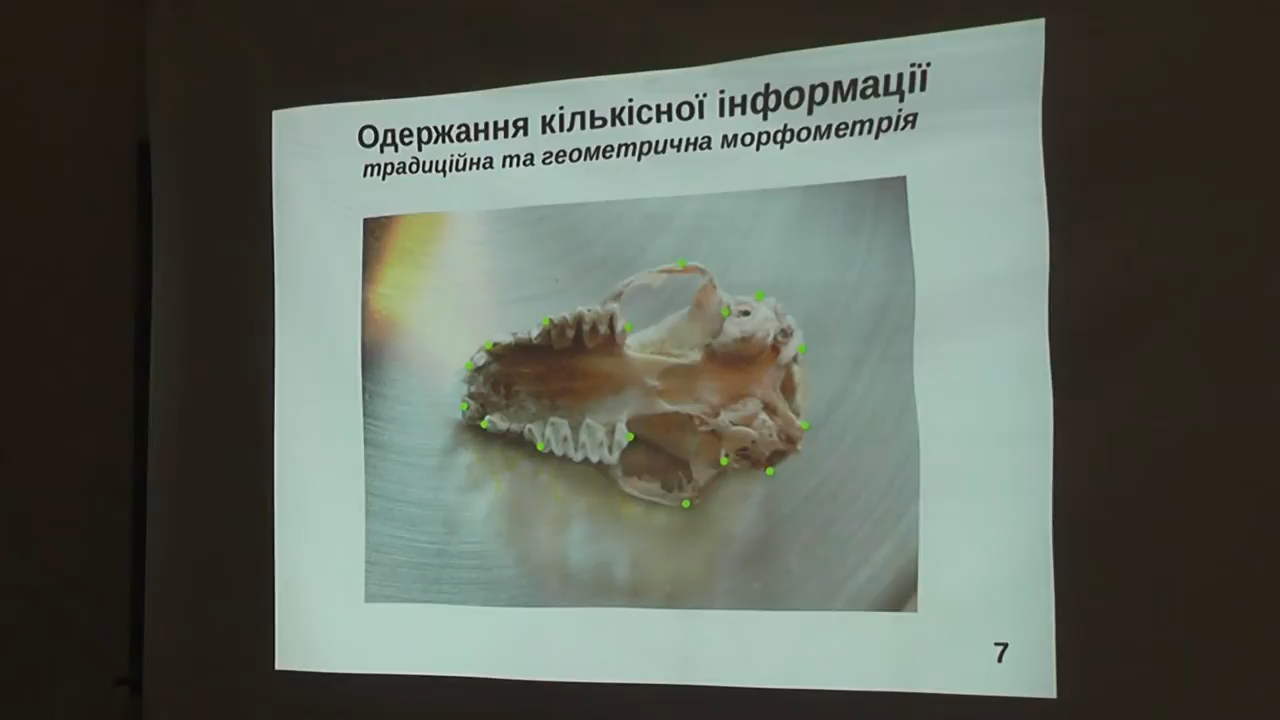 Одержання кількісної інформації
традиційна та геометрична морфометрія
7